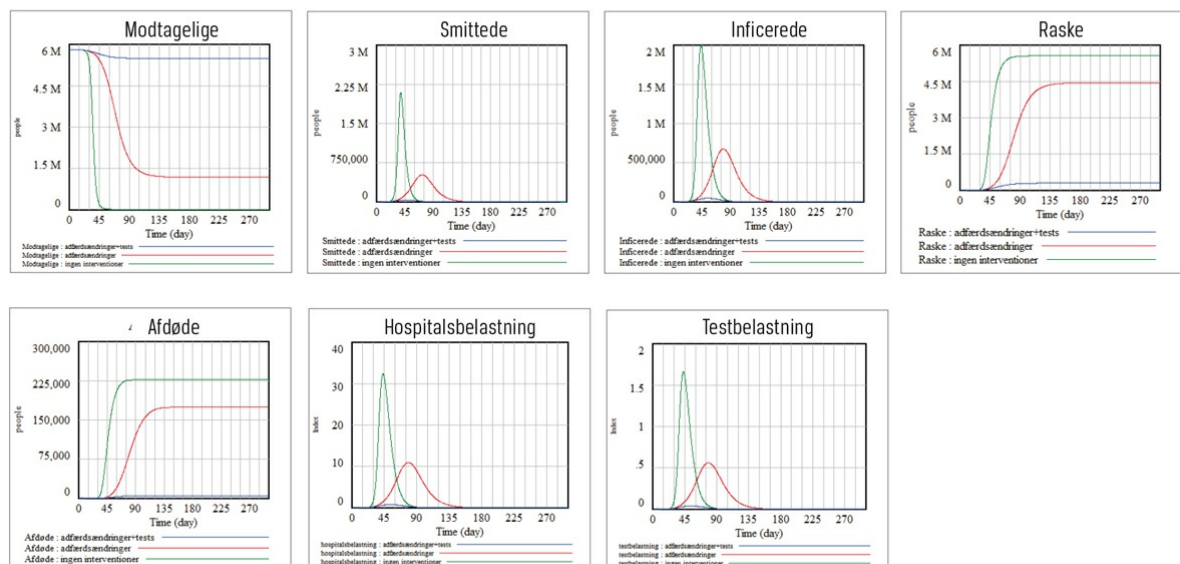 Modtagelige
6 M
4.5 M
3 M
1.5 M
0
people
0 45 90 135 180 225 270
Time (day)
Modtagelige : adfærdsændringer+tests
Modtagelige : adfærdsændringer
Modtagelige : ingen interventioner
Smittede
3 M
2.25 M
1.5 M
750,000
0
people
0 45 90 135 180 225 270
Time (day)
Smittede : adfærdsændringer+tests
Smittede : adfærdsændringer
Smittede : ingen interventioner
Inficerede
2 M
1.5 M
1 M
500,000
0
people
0 45 90 135 180 225 270
Time (day)
Inficerede : adfærdsændringer+tests
Inficerede : adfærdsændringer
Inficerede : ingen interventioner
Raske
6 M
4.5 M
3 M
1.5 M
0
people
0 45 90 135 180 225 270
Time (day)
Raske : adfærdsændringer+tests
Raske : adfærdsændringer
Raske : ingen interventioner
Afdøde
300,000
225,000
150,000
75,000
0
people
0 45 90 135 180 225 270
Time (day)
Afdøde : adfærdsændringer+tests
Afdøde : adfærdsændringer
Afdøde : ingen interventioner
Hospitalsbelastning
40
30
20
10
0
Index
0 45 90 135 180 225 270
Time (day)
hospitalsbelastning : adfærdsændringer+tests
hospitalsbelastning : adfærdsændringer
hospitalsbelastning : ingen interventioner
Testbelastning
2
1.5
1
.5
0
Index
0 45 90 135 180 225 270
Time (day)
testbelastning : adfærdsændringer+tests
testbelastning : adfærdsændringer
testbelastning : ingen interventioner